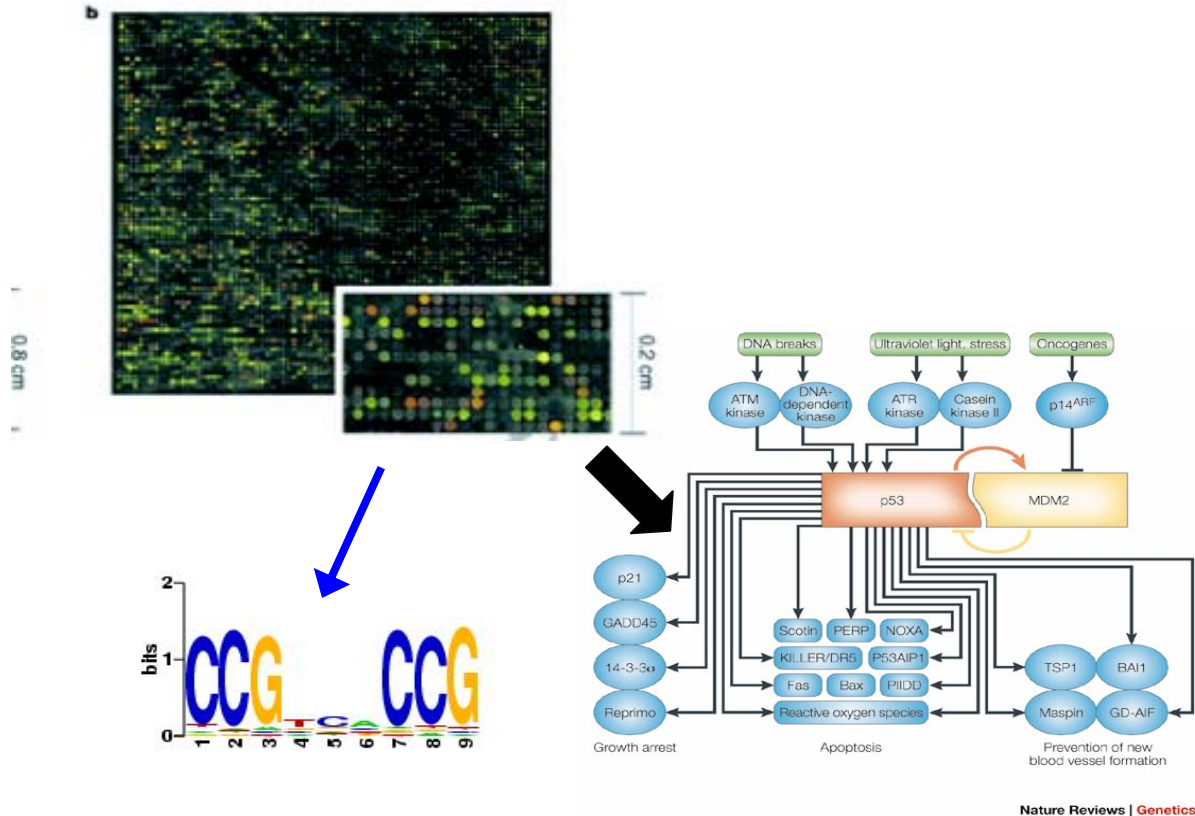 b
0.8 cm
0.2 cm
DNA breaks
Ultraviolet light, stress
Oncogenes
ATM
kinase
DNA-
dependent
kinase
ATR
kinase
Casein
kinase II
p14ARF
p53
MDM2
p21
GADD45
14-3-3σ
Reprimo
Growth arrest
Scotin
PERP
NOXA
KILLER/DR5
P53AIP1
Fas
Bax
PIIDD
Reactive oxygen species
Apoptosis
TSP1
BAI1
Maspin
GD-AIF
Prevention of new
blood vessel formation
2
1
0
bits
CCGTCACCG
1 2 3 4 5 6 7 8 9
Nature Reviews | Genetics